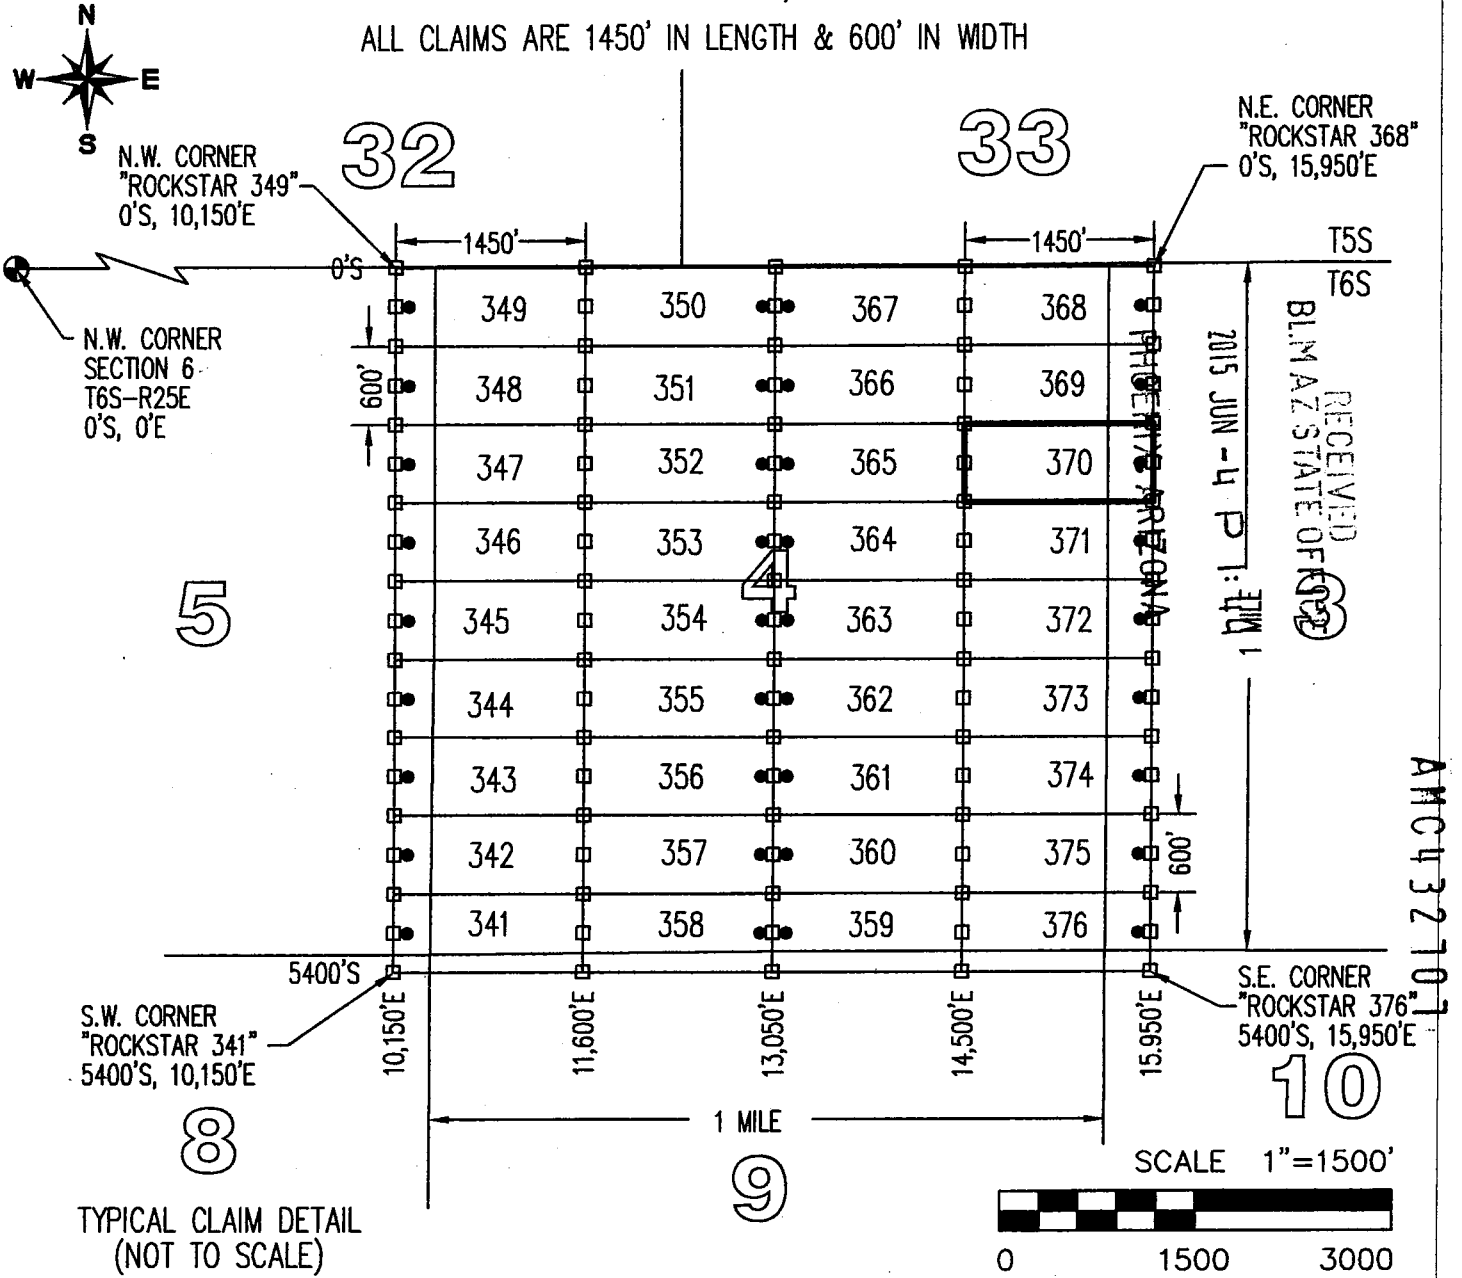 N
W E
S
ALL CLAIMS ARE 1450' IN LENGTH & 600' IN WIDTH
32
33
N.W. CORNER
"ROCKSTAR 349"
0'S, 10,150'E
N.E. CORNER
"ROCKSTAR 368"
0'S, 15,950'E
1450'
1450'
T5S
T6S
0'S
N.W. CORNER
SECTION 6
T6S-R25E
0'S, 0'E
600'
349 350 367 368
348 351 366 369
347 352 365 370
346 353 364 371
345 354 363 372
344 355 362 373
343 356 361 374
342 357 360 375
341 358 359 376
5
4
3
1 MILE
600'
RECEIVED
BLM AZ STATE OFFICE
2015 JUN -4 P 1:44
PHOENIX ARIZONA
AMC432707
5400'S
S.W. CORNER
"ROCKSTAR 341"
5400'S, 10,150'E
10,150'E
11,600'E
13,050'E
14,500'E
15.950'E
S.E. CORNER
"ROCKSTAR 376"
5400'S, 15,950'E
8
1 MILE
9
10
TYPICAL CLAIM DETAIL
(NOT TO SCALE)
SCALE 1"=1500'
0 1500 3000